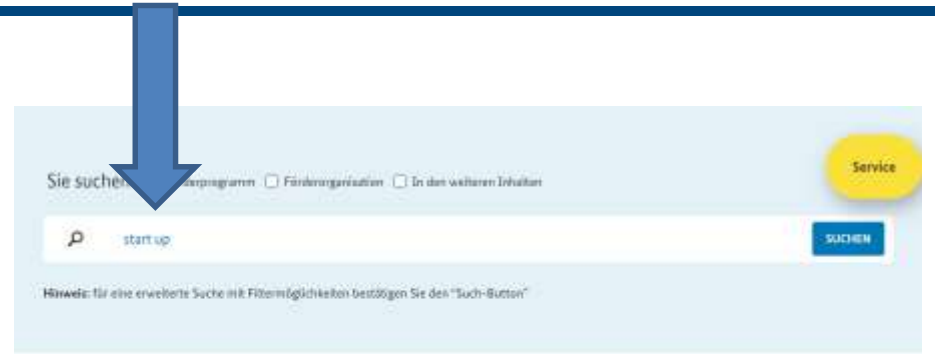 Service
Sie suchen Förderorganisation In den weiteren Inhalten
start up
SUCHEN
Hinweis: für eine erweiterte Suche mit Filtermöglichkeiten bestätigen Sie den "Such-Button"